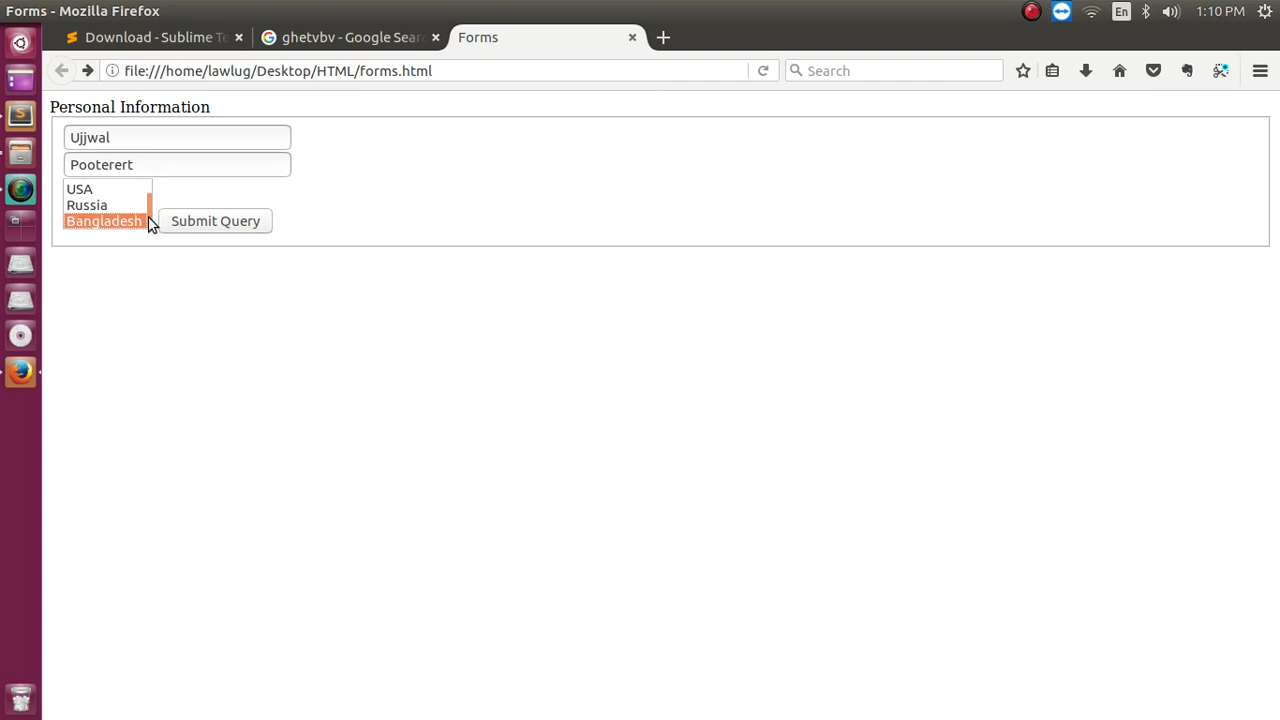 Forms - Mozilla Firefox
En
1:10 PM
Download - Sublime Te
ghetvbv - Google Sear
Forms
file:///home/lawlug/Desktop/HTML/forms.html
Search
Personal Information
Ujjwal
Pooterert
USA
Russia
Bangladesh
Submit Query